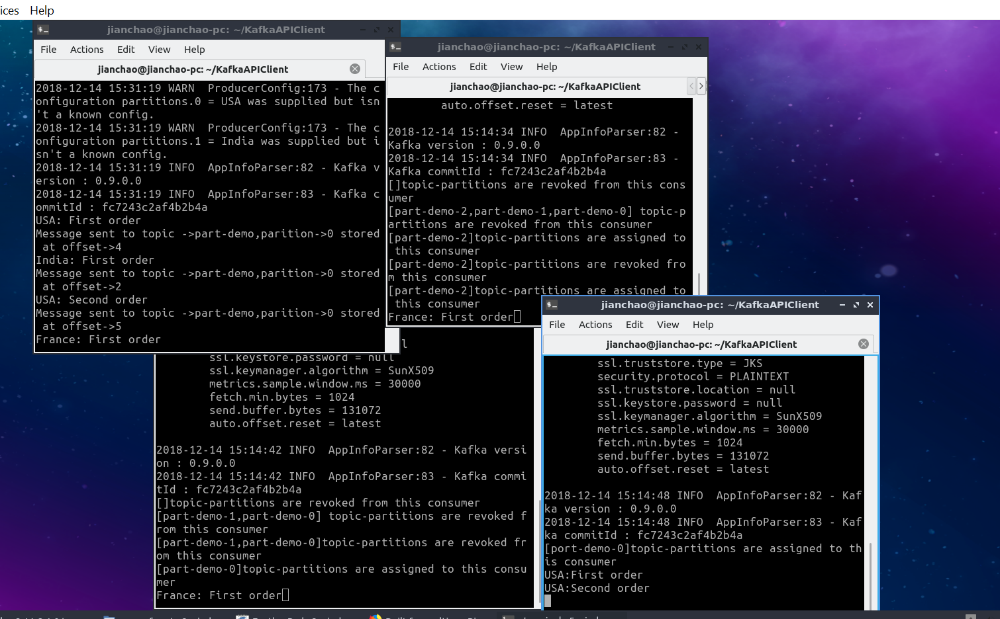 ices Help
jianchao@jianchao-pc: ~/KafkaAPIClient
File Actions Edit View Help
jianchao@jianchao-pc: ~/KafkaAPIClient
2018-12-14 15:31:19 WARN  ProducerConfig:173 - The c
onfiguration partitions.0 = USA was supplied but isn
't a known config.
2018-12-14 15:31:19 WARN  ProducerConfig:173 - The c
onfiguration partitions.1 = India was supplied but i
sn't a known config.
2018-12-14 15:31:19 INFO  AppInfoParser:82 - Kafka v
ersion : 0.9.0.0
2018-12-14 15:31:19 INFO  AppInfoParser:83 - Kafka c
ommitId : fc7243c2af4b2b4a
USA: First order
Message sent to topic ->part-demo,parition->0 stored
at offset->4
India: First order
Message sent to topic ->part-demo,parition->0 stored
at offset->2
USA: Second order
Message sent to topic ->part-demo,parition->0 stored
at offset->5
France: First order
jianchao@jianchao-pc: ~/KafkaAPIClient
File Actions Edit View Help
jianchao@jianchao-pc: ~/KafkaAPIClient
auto.offset.reset = latest
2018-12-14 15:14:34 INFO  AppInfoParser:82 -
Kafka version : 0.9.0.0
2018-12-14 15:14:34 INFO  AppInfoParser:83 -
Kafka commitId : fc7243c2af4b2b4a
[]topic-partitions are revoked from this cons
umer
[part-demo-2,part-demo-1,part-demo-0] topic-p
artitions are revoked from this consumer
[part-demo-2]topic-partitions are assigned to
this consumer
[part-demo-2]topic-partitions are revoked fro
m this consumer
[part-demo-2]topic-partitions are assigned to
this consumer
France: First order
l
ssl.keystore.password = null
ssl.keymanager.algorithm = SunX509
metrics.sample.window.ms = 30000
fetch.min.bytes = 1024
send.buffer.bytes = 131072
auto.offset.reset = latest
2018-12-14 15:14:42 INFO  AppInfoParser:82 - Kafka versi
on : 0.9.0.0
2018-12-14 15:14:42 INFO  AppInfoParser:83 - Kafka commi
tId : fc7243c2af4b2b4a
[]topic-partitions are revoked from this consumer
[part-demo-1,part-demo-0] topic-partitions are revoked f
rom this consumer
[part-demo-1,part-demo-0]topic-partitions are revoked fr
om this consumer
[part-demo-0]topic-partitions are assigned to this consu
mer
France: First order
jianchao@jianchao-pc: ~/KafkaAPIClient
File Actions Edit View Help
jianchao@jianchao-pc: ~/KafkaAPIClient
ssl.truststore.type = JKS
security.protocol = PLAINTEXT
ssl.truststore.location = null
ssl.keystore.password = null
ssl.keymanager.algorithm = SunX509
metrics.sample.window.ms = 30000
fetch.min.bytes = 1024
send.buffer.bytes = 131072
auto.offset.reset = latest
2018-12-14 15:14:48 INFO  AppInfoParser:82 - Kaf
ka version : 0.9.0.0
2018-12-14 15:14:48 INFO  AppInfoParser:83 - Kaf
ka commitId : fc7243c2af4b2b4a
[port-demo-0]topic-partitions are assigned to th
is consumer
USA:First order
USA:Second order